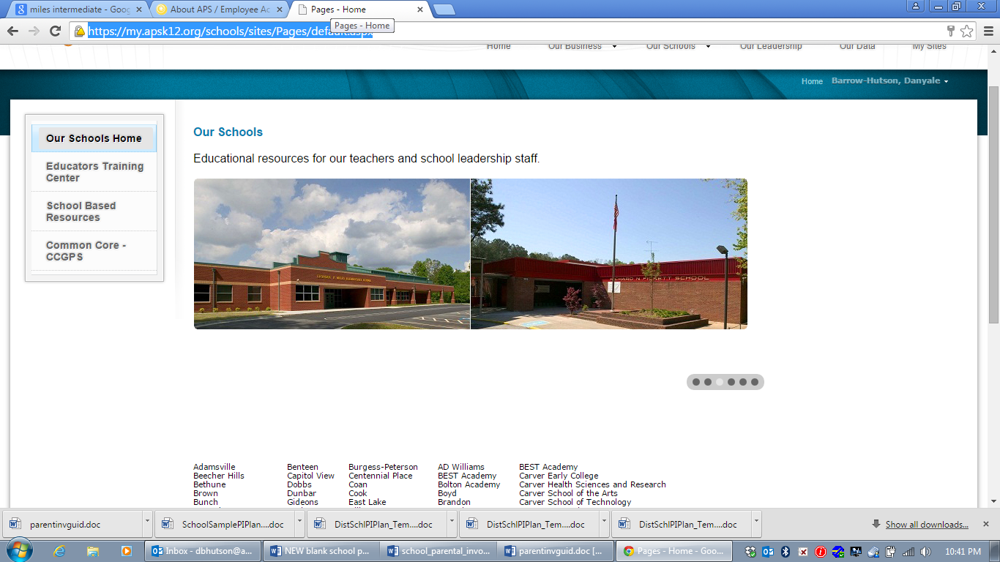 miles intermediate - Goog
About APS / Employee Ac
Pages - Home
Pages - Home
https://my.apsk12.org/schools/sites/Pages/default.aspx
Home Our Business Our Schools Our Leadership Our Data My Sites
Home Barrow-Hutson, Danyale
Our Schools Home
Educators Training
Center
School Based
Resources
Common Core -
CCGPS
Our Schools
Educational resources for our teachers and school leadership staff.
MILES ELEMENTARY SCHOOL
RICHARD N PICKETT SCHOOL
Adamsville Benteen Burgess-Peterson AD Williams BEST Academy
Beecher Hills Capitol View Centennial Place BEST Academy Carver Early College
Bethune Dobbs Coan Bolton Academy Carver Health Sciences and Research
Brown Dunbar Cook Boyd Carver School of the Arts
Bunch Gideons East Lake Brandon Carver School of Technology
parentinvguid.doc
SchoolSamplePIPlan....doc
DistSchlPIPlan_Tem....doc
DistSchlPIPlan_Tem....doc
DistSchlPIPlan_Tem....doc
Show all downloads...
Inbox - dbhutson@a...
NEW blank school p...
school_parental_invo...
parentinvguid.doc [...
Pages - Home - Goo...
10:41 PM